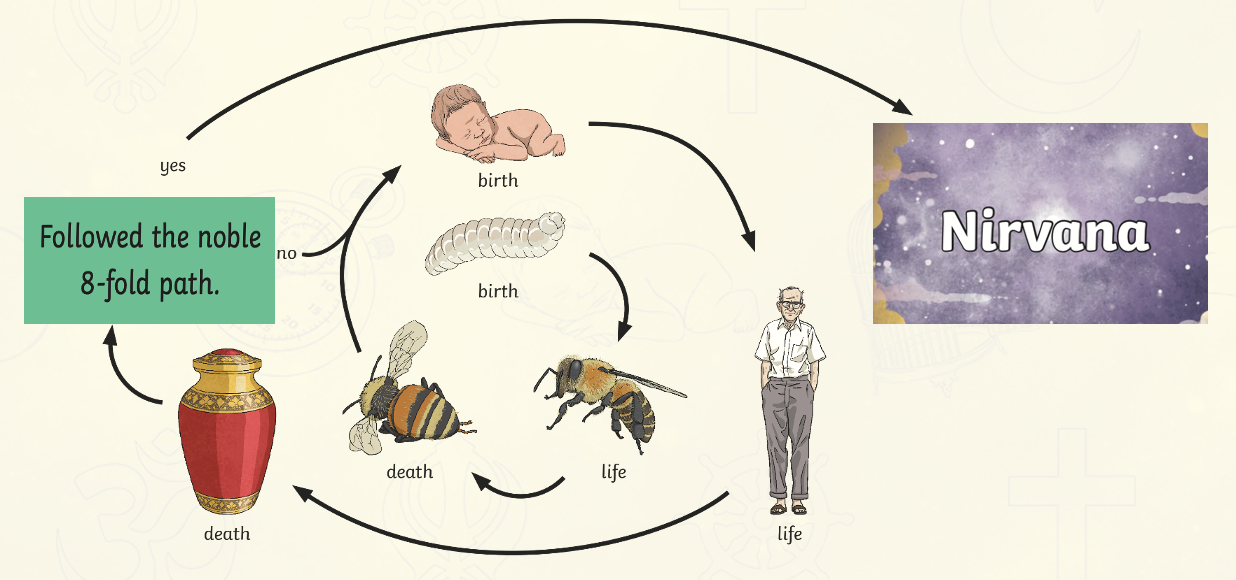 yes
Followed the noble
8-fold path.
no
birth
birth
Nirvana
death
life
death
life